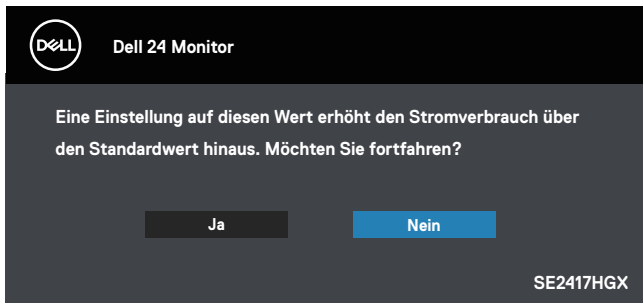 DELL
Dell 24 Monitor
Eine Einstellung auf diesen Wert erhöht den Stromverbrauch über
den Standardwert hinaus. Möchten Sie fortfahren?
Ja
Nein
SE2417HGX